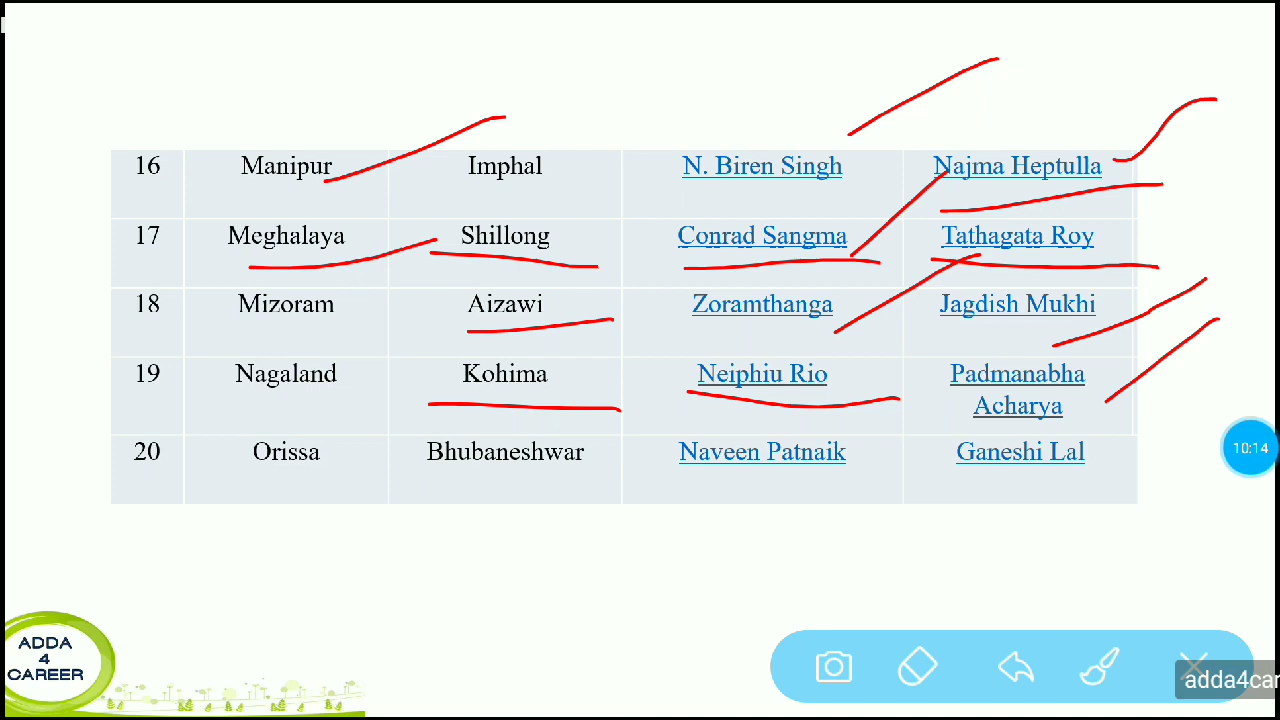 16 Manipur Imphal N. Biren Singh Najma Heptulla
17 Meghalaya Shillong Conrad Sangma Tathagata Roy
18 Mizoram Aizawi Zoramthanga Jagdish Mukhi
19 Nagaland Kohima Neiphiu Rio Padmanabha
Acharya
20 Orissa Bhubaneshwar Naveen Patnaik Ganeshi Lal
10:14
ADDA
4
CAREER
adda4car